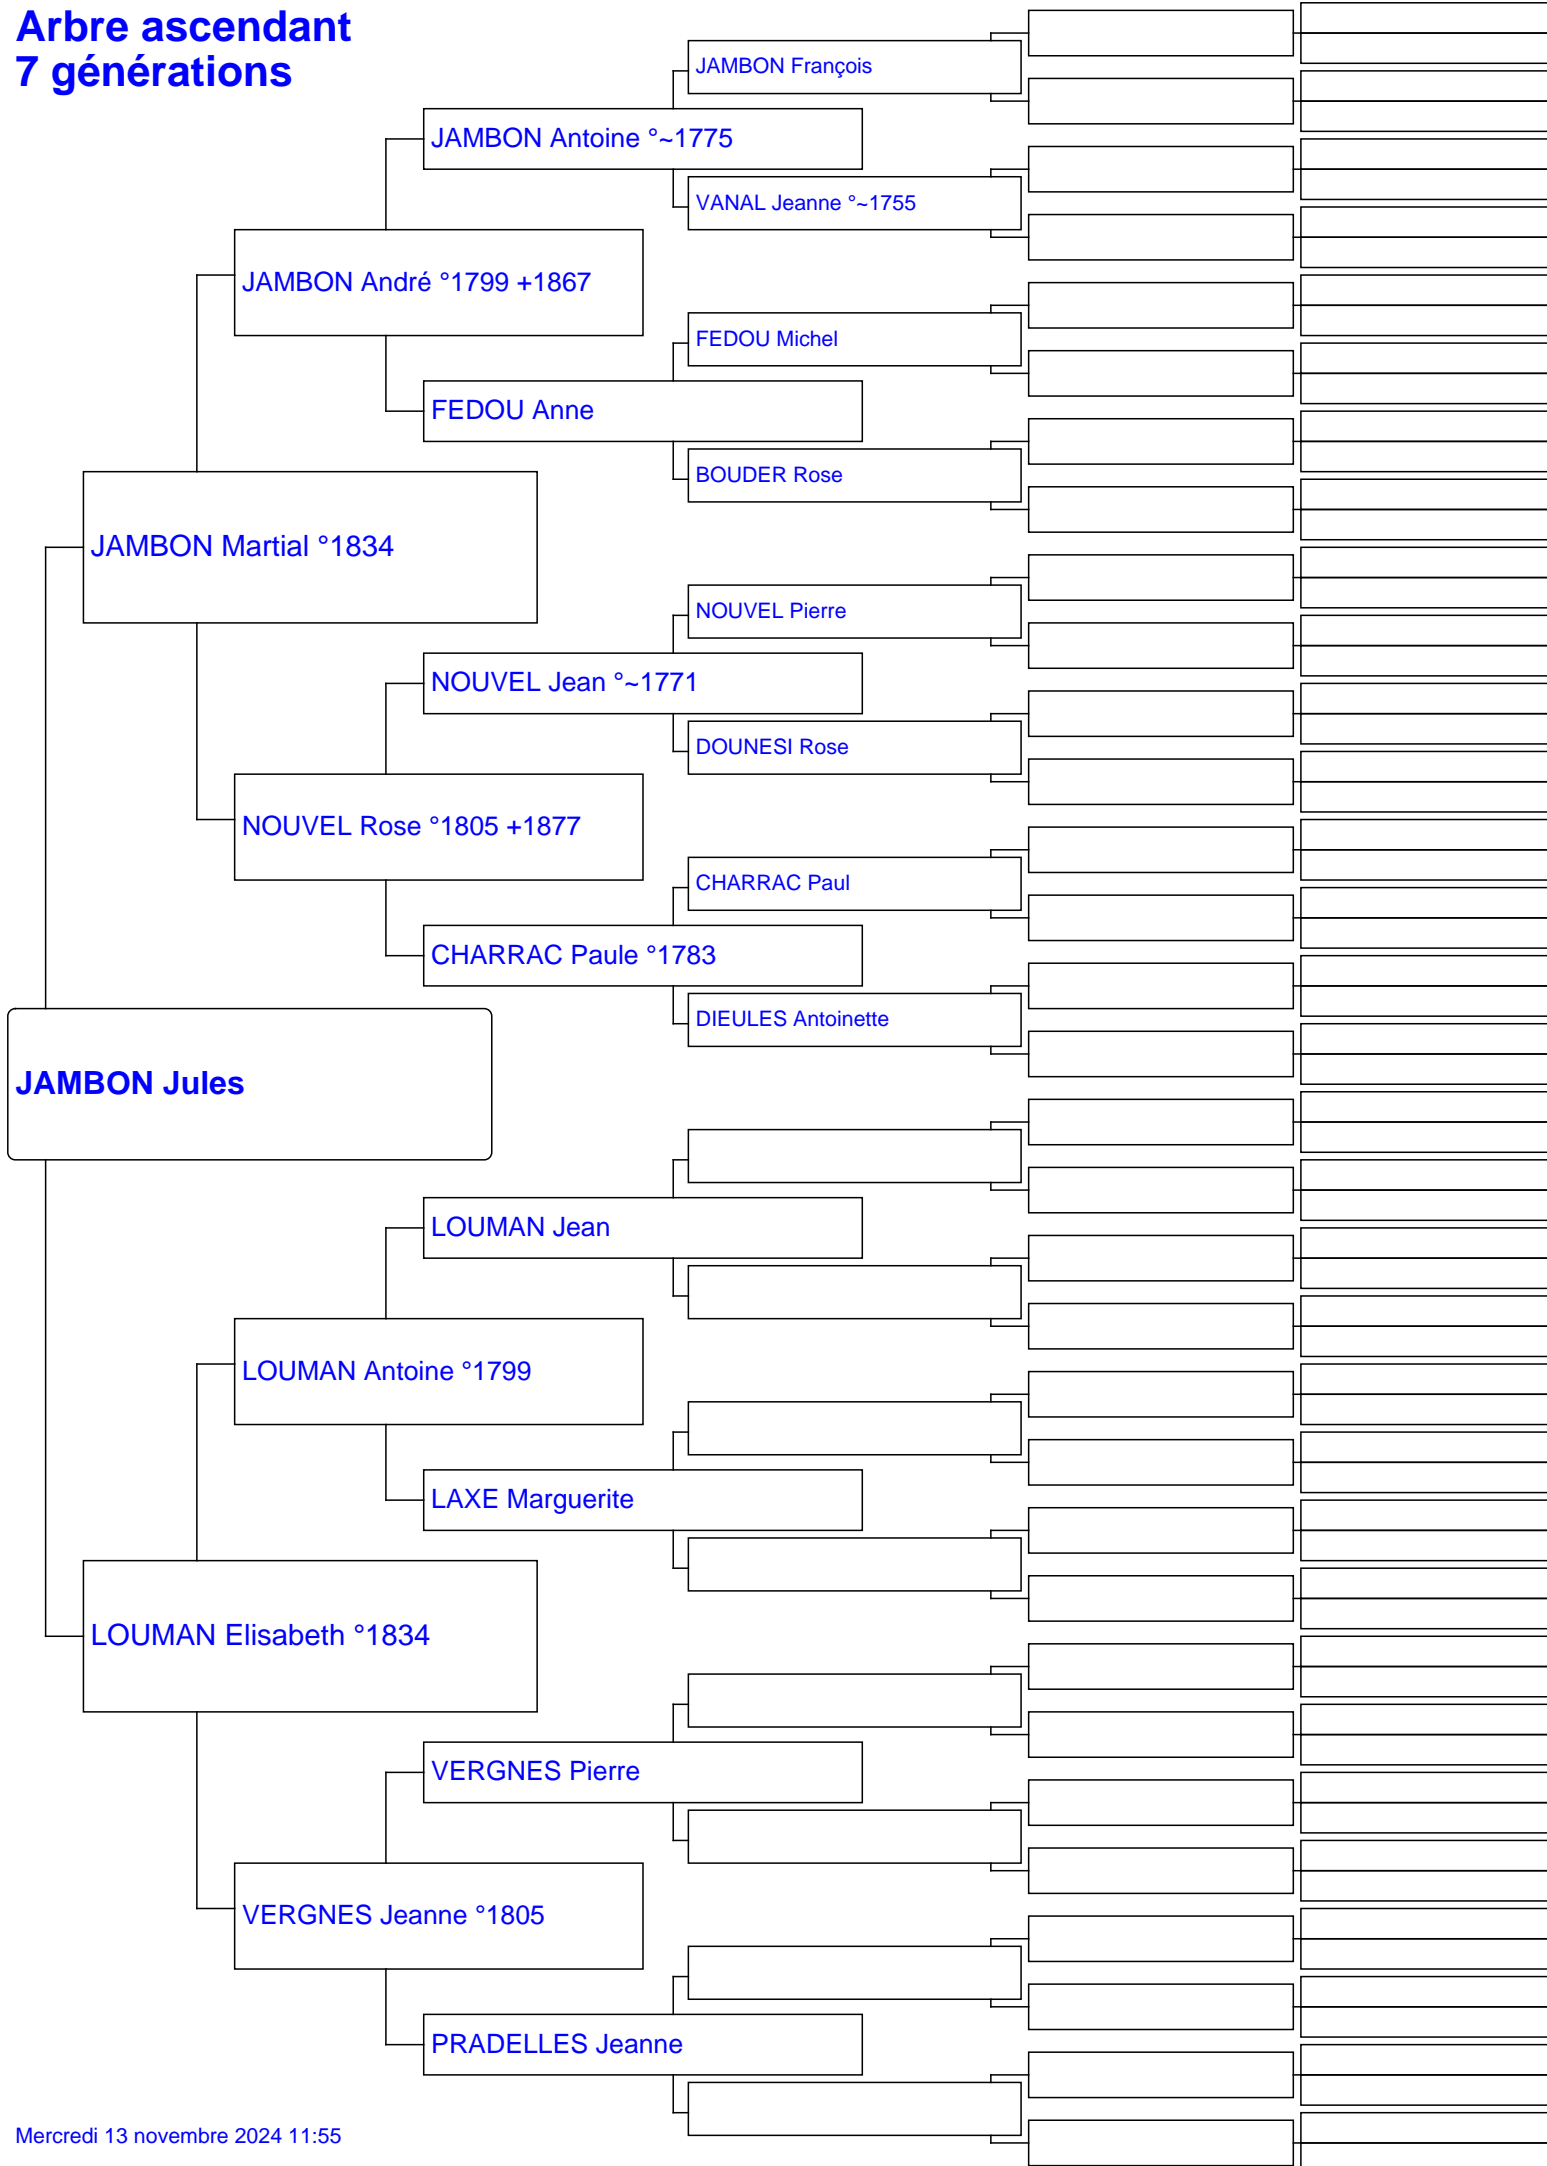 Arbre ascendant
7 générations
JAMBON François
JAMBON Antoine °~1775
VANAL Jeanne °~1755
JAMBON André °1799 +1867
FEDOU Michel
FEDOU Anne
BOUDER Rose
JAMBON Martial °1834
NOUVEL Pierre
NOUVEL Jean °~1771
DOUNESI Rose
NOUVEL Rose °1805 +1877
CHARRAC Paul
CHARRAC Paule °1783
DIEULES Antoinette
JAMBON Jules
LOUMAN Jean
LOUMAN Antoine °1799
LAXE Marguerite
LOUMAN Elisabeth °1834
VERGNES Pierre
VERGNES Jeanne °1805
PRADELLES Jeanne
Mercredi 13 novembre 2024 11:55